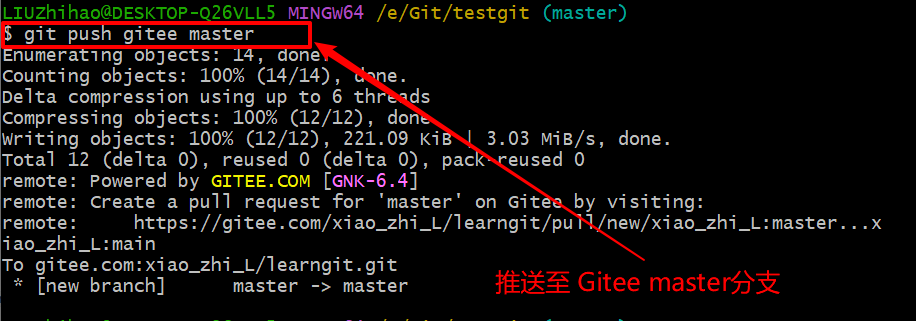 LIUZhihao@DESKTOP-Q26VLL5 MINGW64 /e/Git/testgit (master)
$ git push gitee master
Enumerating objects: 14, done.
Counting objects: 100% (14/14), done.
Delta compression using up to 6 threads
Compressing objects: 100% (12/12), done
Writing objects: 100% (12/12), 221.09 KiB | 3.03 MiB/s, done.
Total 12 (delta 0), reused 0 (delta 0), pack-reused 0
remote: Powered by GITEE.COM [GNK-6.4]
remote: Create a pull request for 'master' on Gitee by visiting:
remote:     https://gitee.com/xiao_zhi_L/learngit/pull/new/xiao_zhi_L:master...x
iao_zhi_L:main
To gitee.com:xiao_zhi_L/learngit.git
 * [new branch]      master -> master
推送至 Gitee master分支